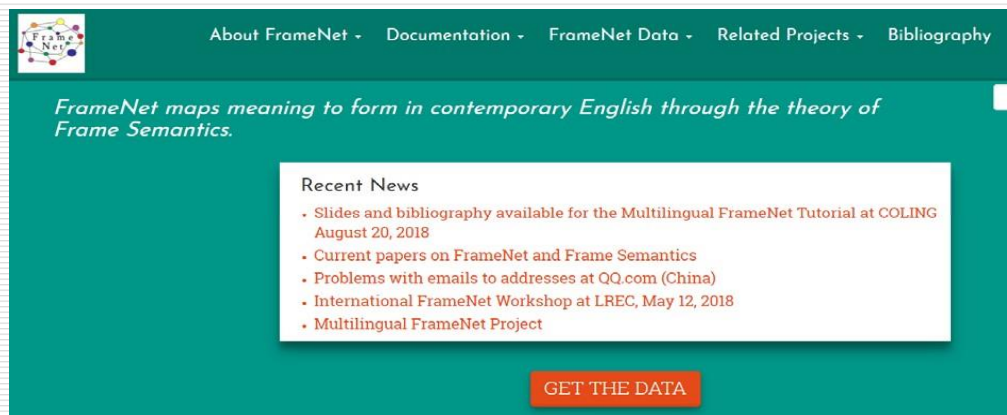 Frame
Net
About FrameNet - Documentation - FrameNet Data - Related Projects - Bibliography
FrameNet maps meaning to form in contemporary English through the theory of
Frame Semantics.
Recent News
• Slides and bibliography available for the Multilingual FrameNet Tutorial at COLING
August 20, 2018
• Current papers on FrameNet and Frame Semantics
• Problems with emails to addresses at QQ.com (China)
• International FrameNet Workshop at LREC, May 12, 2018
• Multilingual FrameNet Project
GET THE DATA